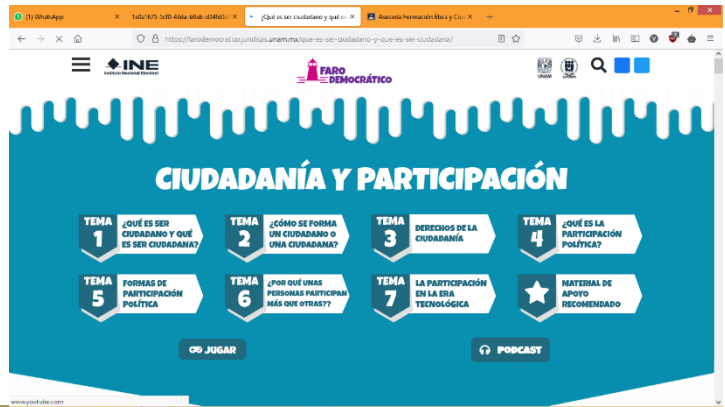 (1) WhatsApp
¿Qué es ser ciudadano y qué es
Asesoría Formación Ética y Ciu
https://farodemocratico.juridicas.unam.mx/que-es-ser-ciudadano-y-que-es-ser-ciudadana/
INE
Instituto Nacional Electoral
FARO
DEMOCRÁTICO
UNAM
CIUDADANÍA Y PARTICIPACIÓN
TEMA
1
¿QUÉ ES SER
CIUDADANO Y QUÉ
ES SER CIUDADANA?
TEMA
2
¿CÓMO SE FORMA
UN CIUDADANO O
UNA CIUDADANA?
TEMA
3
DERECHOS DE LA
CIUDADANÍA
TEMA
4
¿QUÉ ES LA
PARTICIPACIÓN
POLÍTICA?
TEMA
5
FORMAS DE
PARTICIPACIÓN
POLÍTICA
TEMA
6
¿POR QUÉ UNAS
PERSONAS PARTICIPAN
MÁS QUE OTRAS??
TEMA
7
LA PARTICIPACIÓN
EN LA ERA
TECNOLÓGICA
MATERIAL DE
APOYO
RECOMENDADO
JUGAR
PODCAST
www.youtube.com